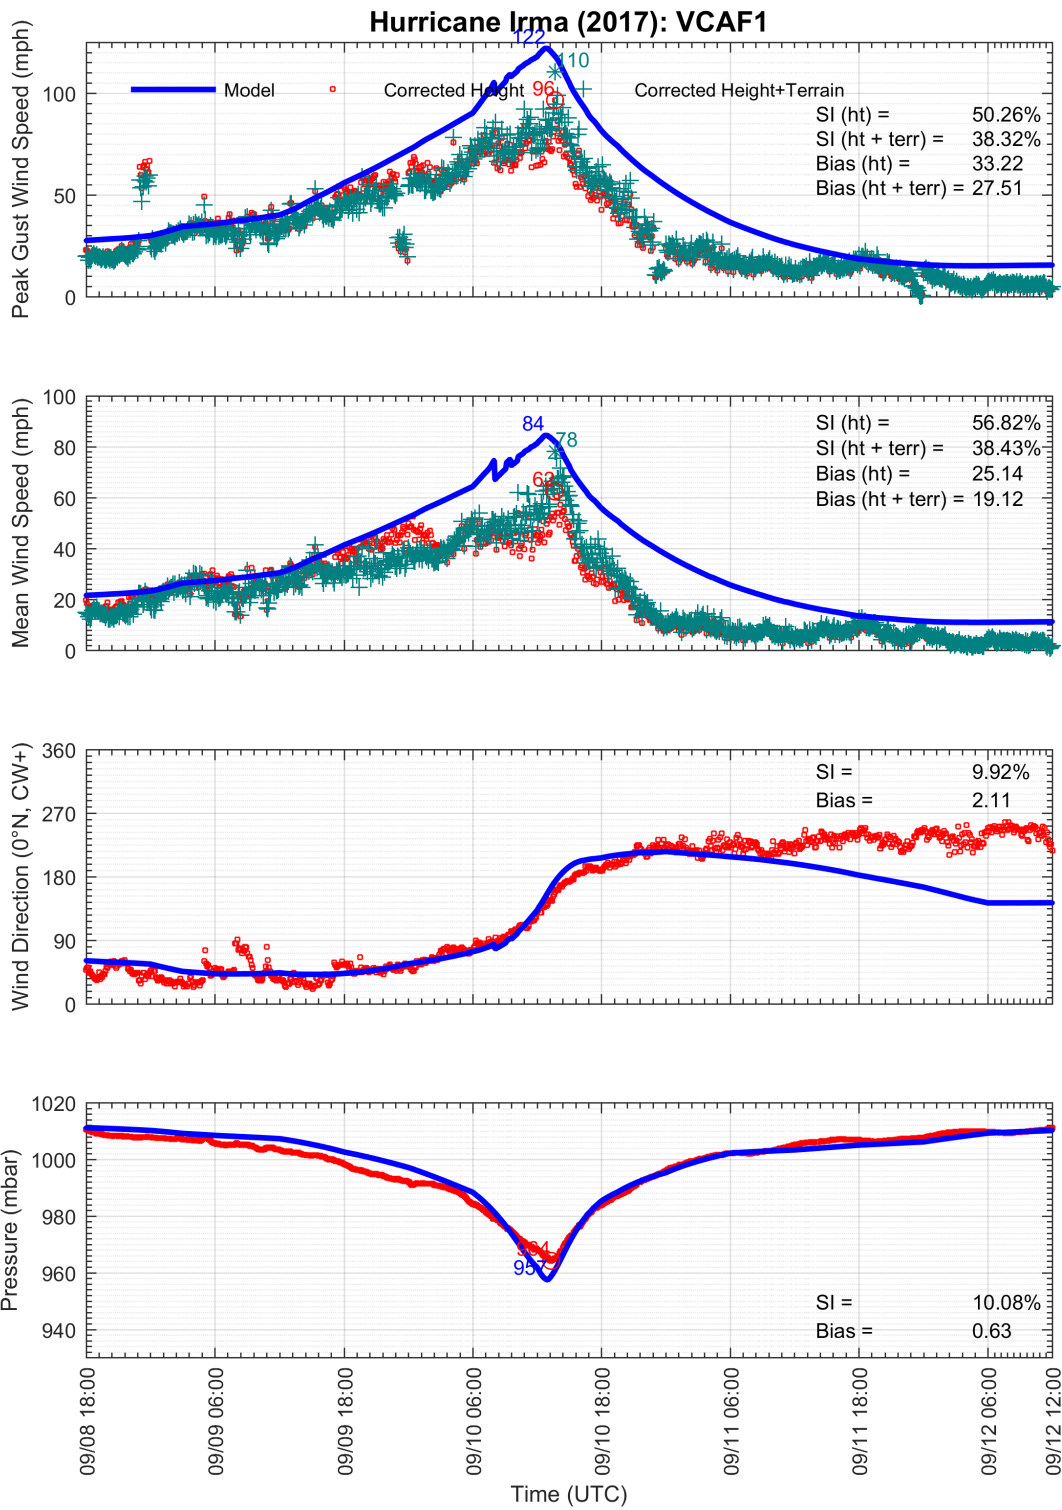 Hurricane Irma (2017): VCAF1
122
110
96
Model
Corrected Height
Corrected Height+Terrain
SI (ht) = 50.26%
SI (ht + terr) = 38.32%
Bias (ht) = 33.22
Bias (ht + terr) = 27.51
Peak Gust Wind Speed (mph)
100
50
0
84
78
SI (ht) = 56.82%
SI (ht + terr) = 38.43%
Bias (ht) = 25.14
Bias (ht + terr) = 19.12
Mean Wind Speed (mph)
100
80
60
40
20
0
SI = 9.92%
Bias = 2.11
Wind Direction (0°N, CW+)
360
270
180
90
0
957
SI = 10.08%
Bias = 0.63
Pressure (mbar)
1020
1000
980
960
940
09/08 18:00
09/09 06:00
09/09 18:00
09/10 06:00
09/10 18:00
09/11 06:00
09/11 18:00
09/12 06:00
09/12 12:00
Time (UTC)